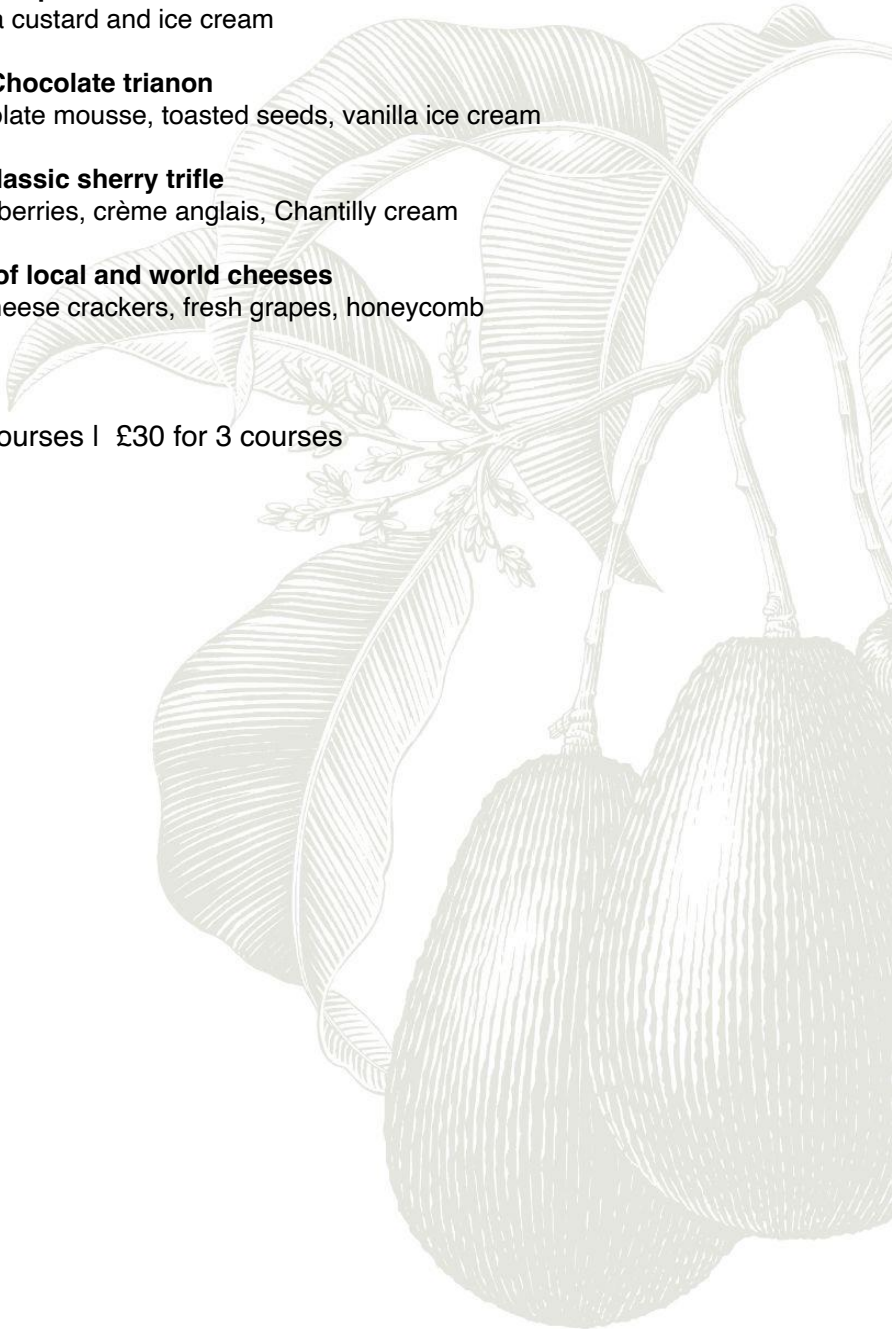 a custard and ice cream
Chocolate trianon
olate mousse, toasted seeds, vanilla ice cream
lassic sherry trifle
berries, crème anglais, Chantilly cream
of local and world cheeses
heese crackers, fresh grapes, honeycomb
ourses l £30 for 3 courses